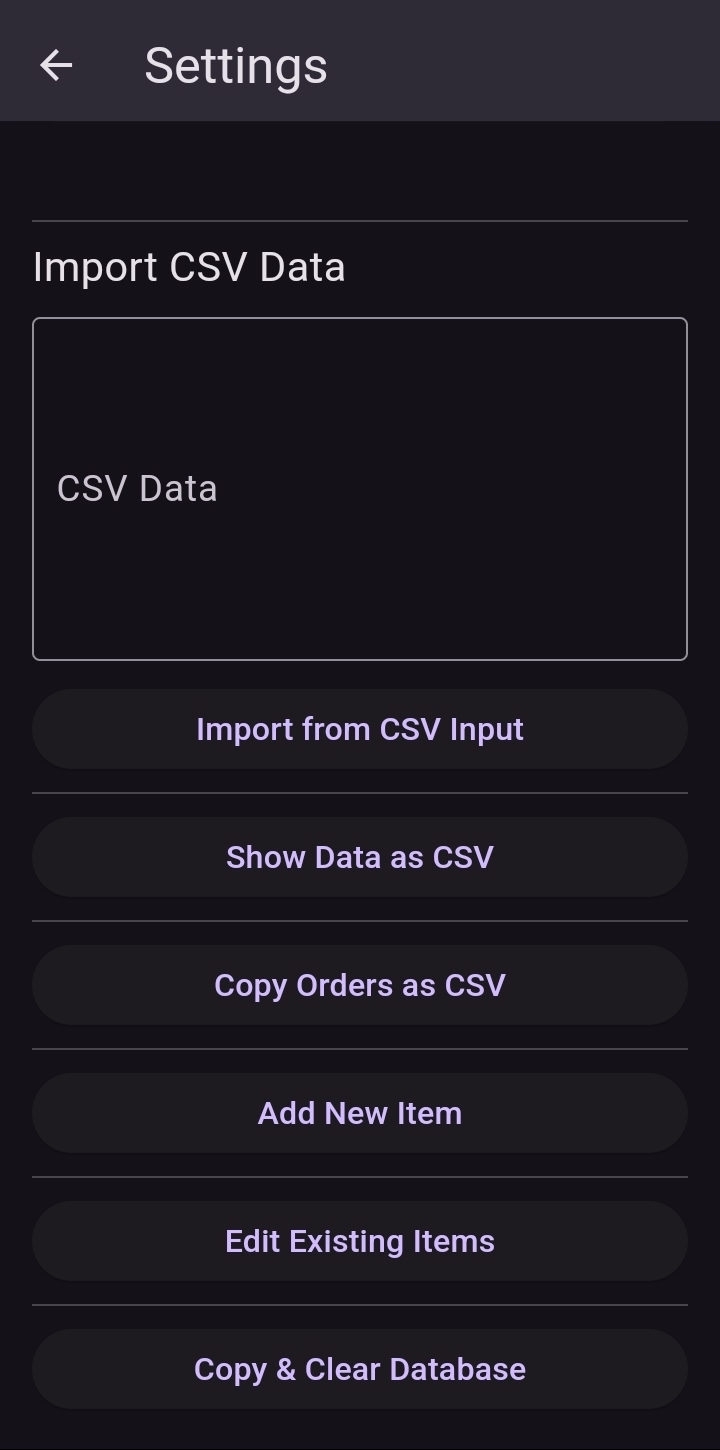 Settings
Import CSV Data
CSV Data
Import from CSV Input
Show Data as CSV
Copy Orders as CSV
Add New Item
Edit Existing Items
Copy & Clear Database